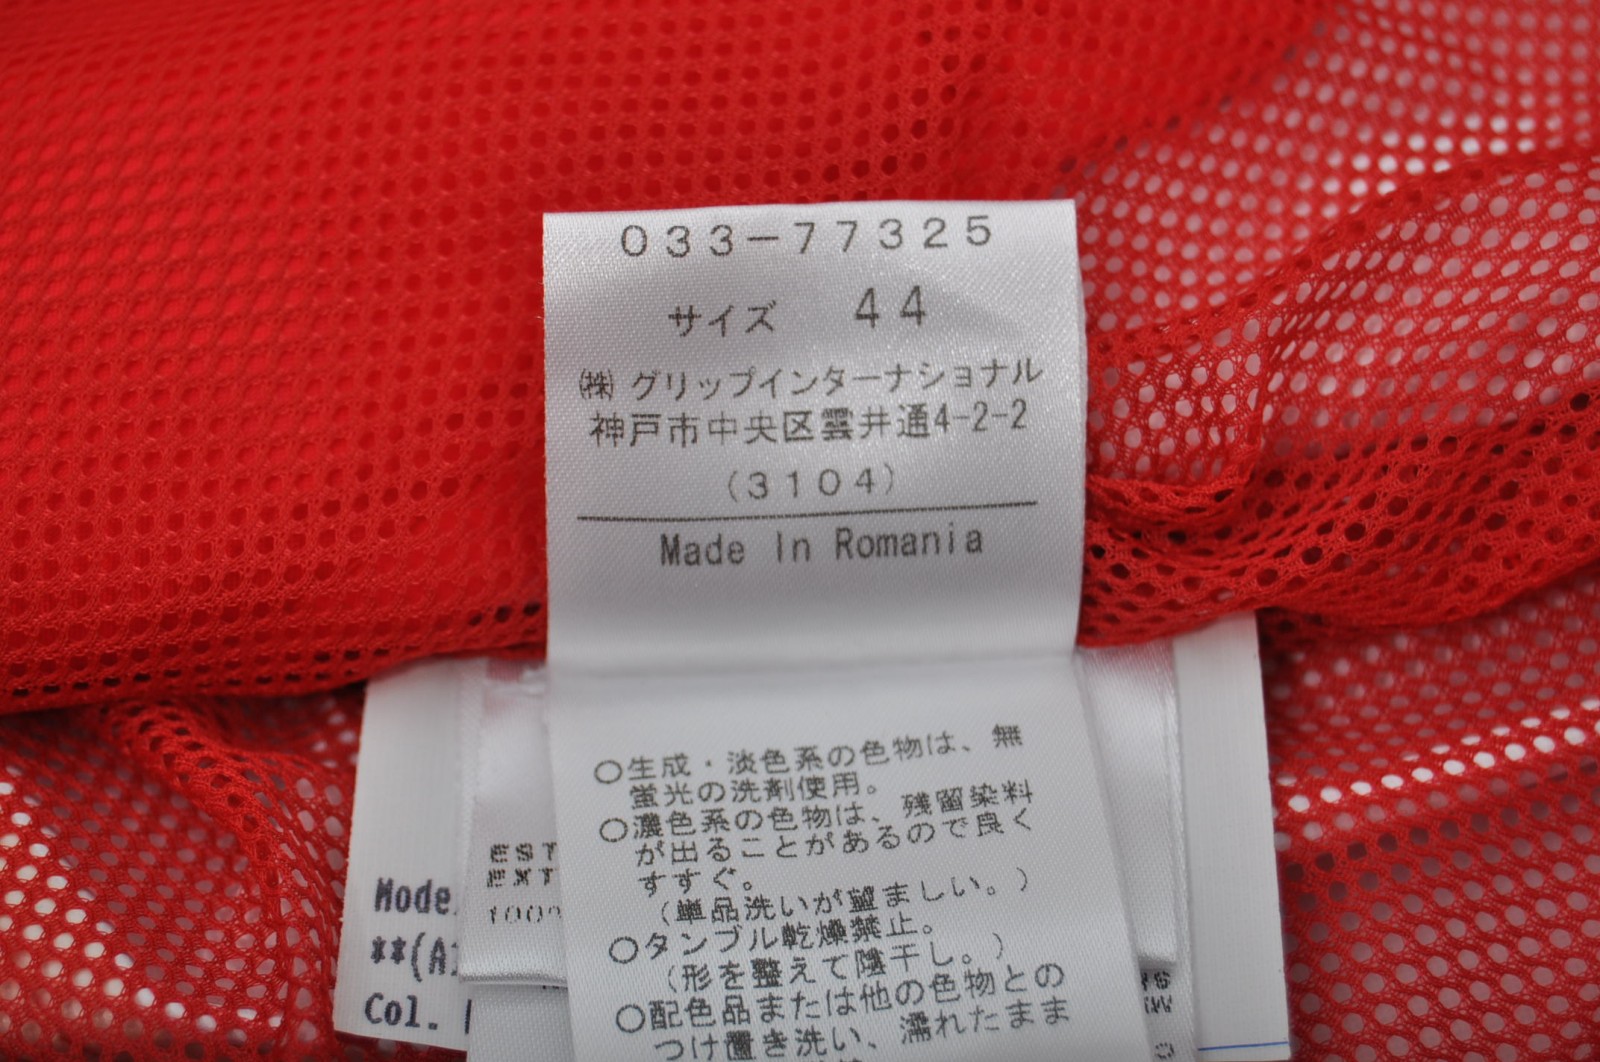 033-77325
サイズ 44
㈱ グリップインターナショナル
神戸市中央区雲井通4-2-2
(3104)
Made In Romania
○生成・淡色系の色物は、無
蛍光の洗剤使用。
○濃色系の色物は、残留染料
が出ることがあるので良く
すすぐ。
(単品洗いが望ましい。)
○タンブル乾燥禁止。
(形を整えて陰干し。)
○配色品または他の色物との
つけ置き洗い、濡れたまま
EST
EXT
100%
Mode
**(A
Col.